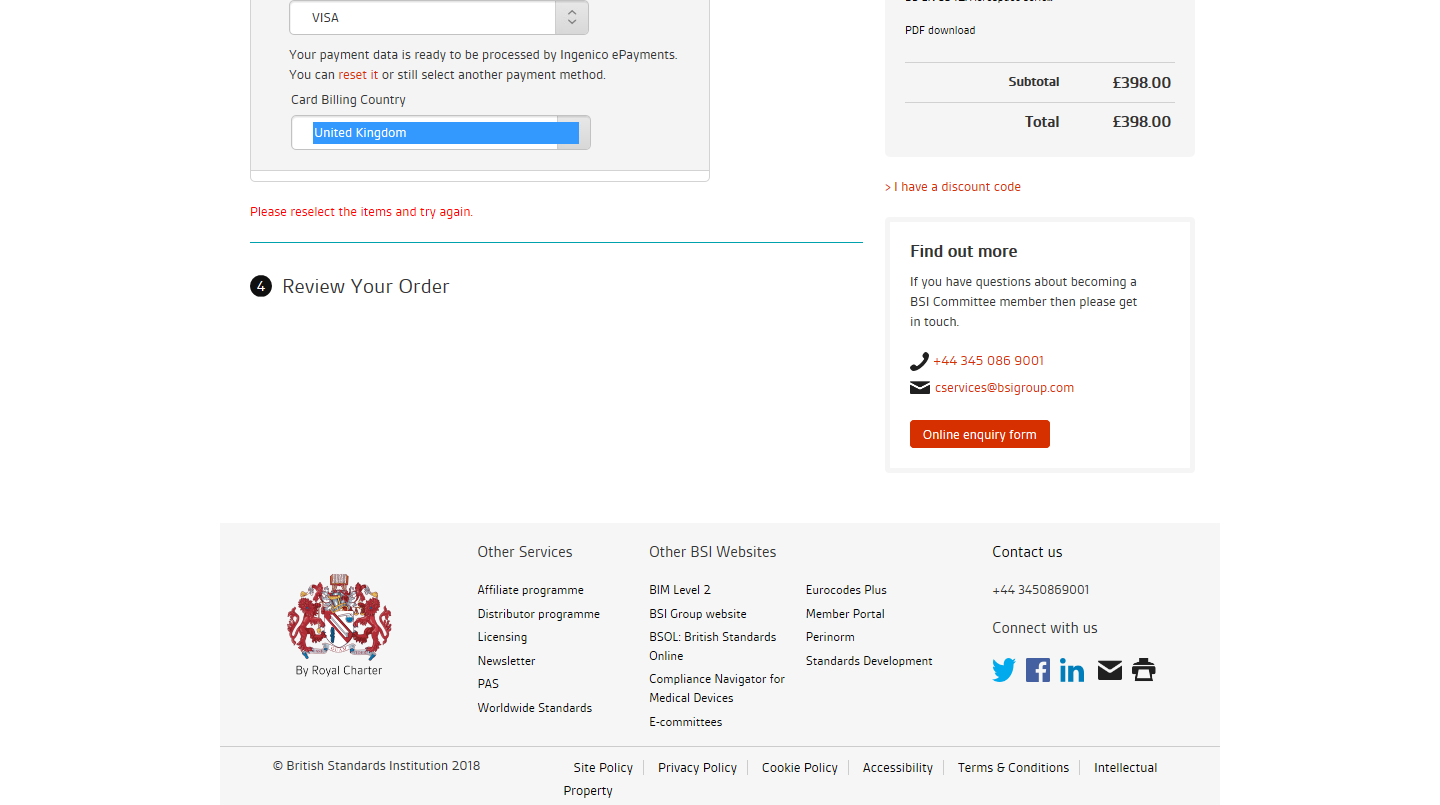 VISA
Your payment data is ready to be processed by Ingenico ePayments.
You can reset it or still select another payment method.
Card Billing Country
United Kingdom
Please reselect the items and try again.
4 Review Your Order
PDF download
Subtotal £398.00
Total £398.00
> I have a discount code
Find out more
If you have questions about becoming a
BSI Committee member then please get
in touch.
+44 345 086 9001
cservices@bsigroup.com
Online enquiry form
By Royal Charter
Other Services
Affiliate programme
Distributor programme
Licensing
Newsletter
PAS
Worldwide Standards
Other BSI Websites
BIM Level 2
BSI Group website
BSOL: British Standards
Online
Compliance Navigator for
Medical Devices
E-committees
Eurocodes Plus
Member Portal
Perinorm
Standards Development
Contact us
+44 3450869001
Connect with us
© British Standards Institution 2018
Site Policy Privacy Policy Cookie Policy Accessibility Terms & Conditions Intellectual
Property